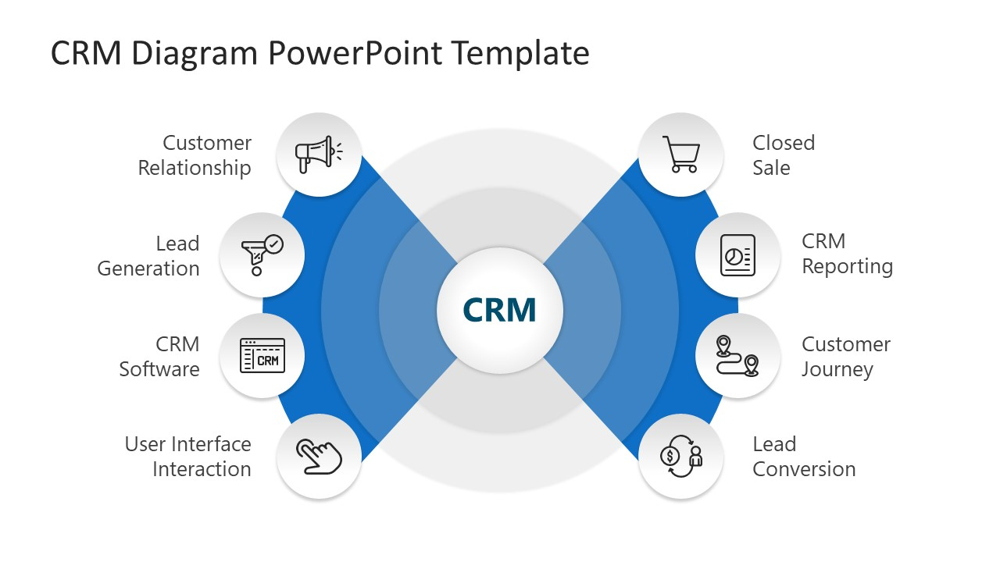 CRM Diagram PowerPoint Template
Customer
Relationship
Lead
Generation
CRM
Software
CRM
User Interface
Interaction
CRM
Closed
Sale
CRM
Reporting
Customer
Journey
$
Lead
Conversion